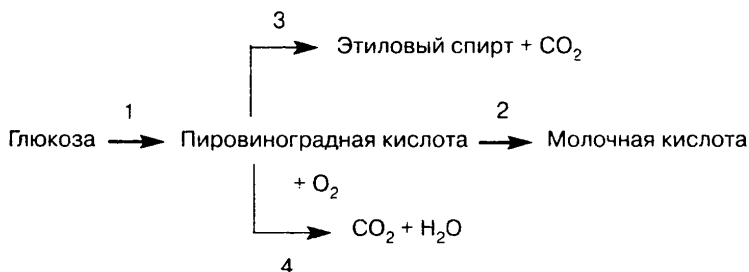 3
Этиловый спирт + CO₂
1
2
Глюкоза
Пировиноградная кислота
Молочная кислота
+ O₂
CO₂ + H₂O
4